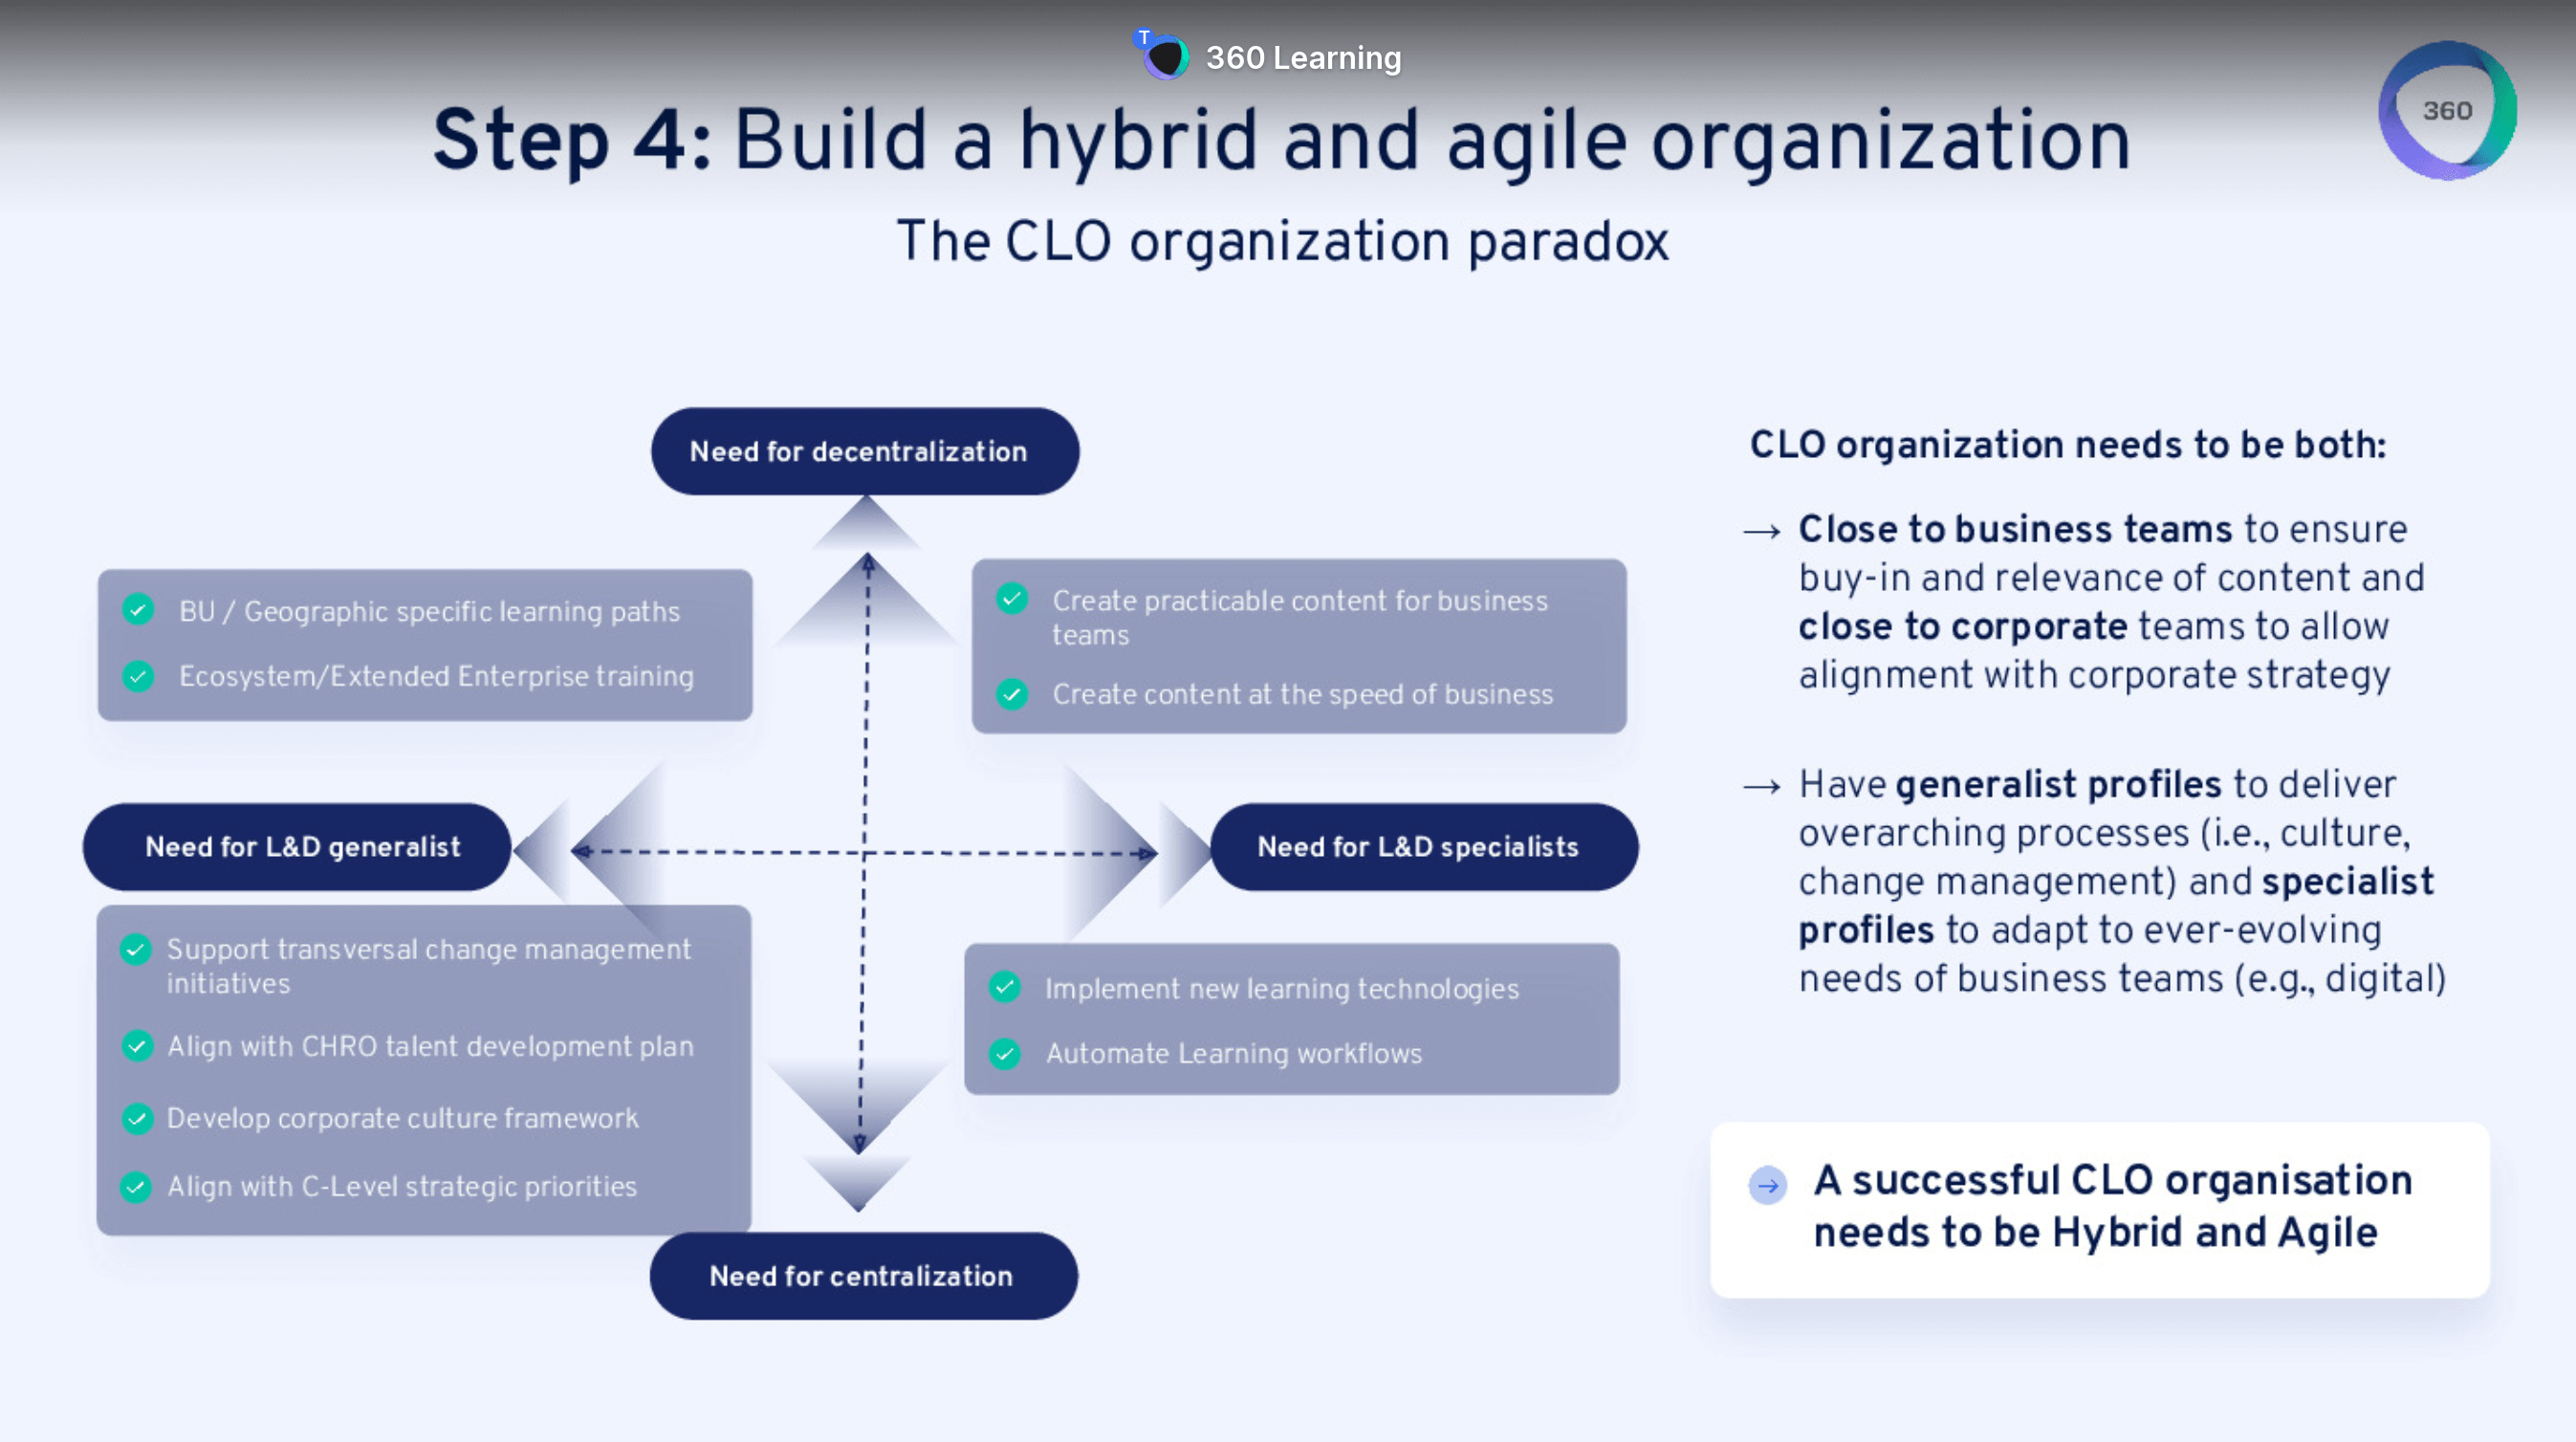 T
360 Learning
360
Step 4: Build a hybrid and agile organization
The CLO organization paradox
Need for decentralization
BU / Geographic specific learning paths
Ecosystem/Extended Enterprise training
Create practicable content for business
teams
Create content at the speed of business
Need for L&D generalist
Need for L&D specialists
Support transversal change management
initiatives
Align with CHRO talent development plan
Develop corporate culture framework
Align with C-Level strategic priorities
Implement new learning technologies
Automate Learning workflows
Need for centralization
CLO organization needs to be both:
→ Close to business teams to ensure
buy-in and relevance of content and
close to corporate teams to allow
alignment with corporate strategy
→ Have generalist profiles to deliver
overarching processes (i.e., culture,
change management) and specialist
profiles to adapt to ever-evolving
needs of business teams (e.g., digital)
A successful CLO organisation
needs to be Hybrid and Agile